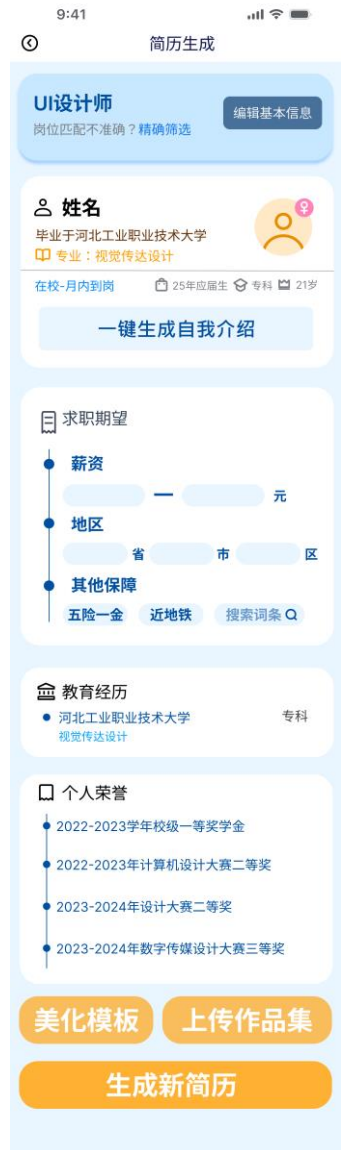 9:41
简历生成
UI设计师
岗位匹配不准确？精确筛选
编辑基本信息
姓名
毕业于河北工业职业技术大学
专业：视觉传达设计
在校-月内到岗 25年应届生 专科 21岁
一键生成自我介绍
求职期望
薪资
— 元
地区
省 市 区
其他保障
五险一金 近地铁 搜索词条
教育经历
河北工业职业技术大学 专科
视觉传达设计
个人荣誉
2022-2023学年校级一等奖学金
2022-2023年计算机设计大赛二等奖
2023-2024年设计大赛二等奖
2023-2024年数字传媒设计大赛三等奖
美化模板 上传作品集
生成新简历